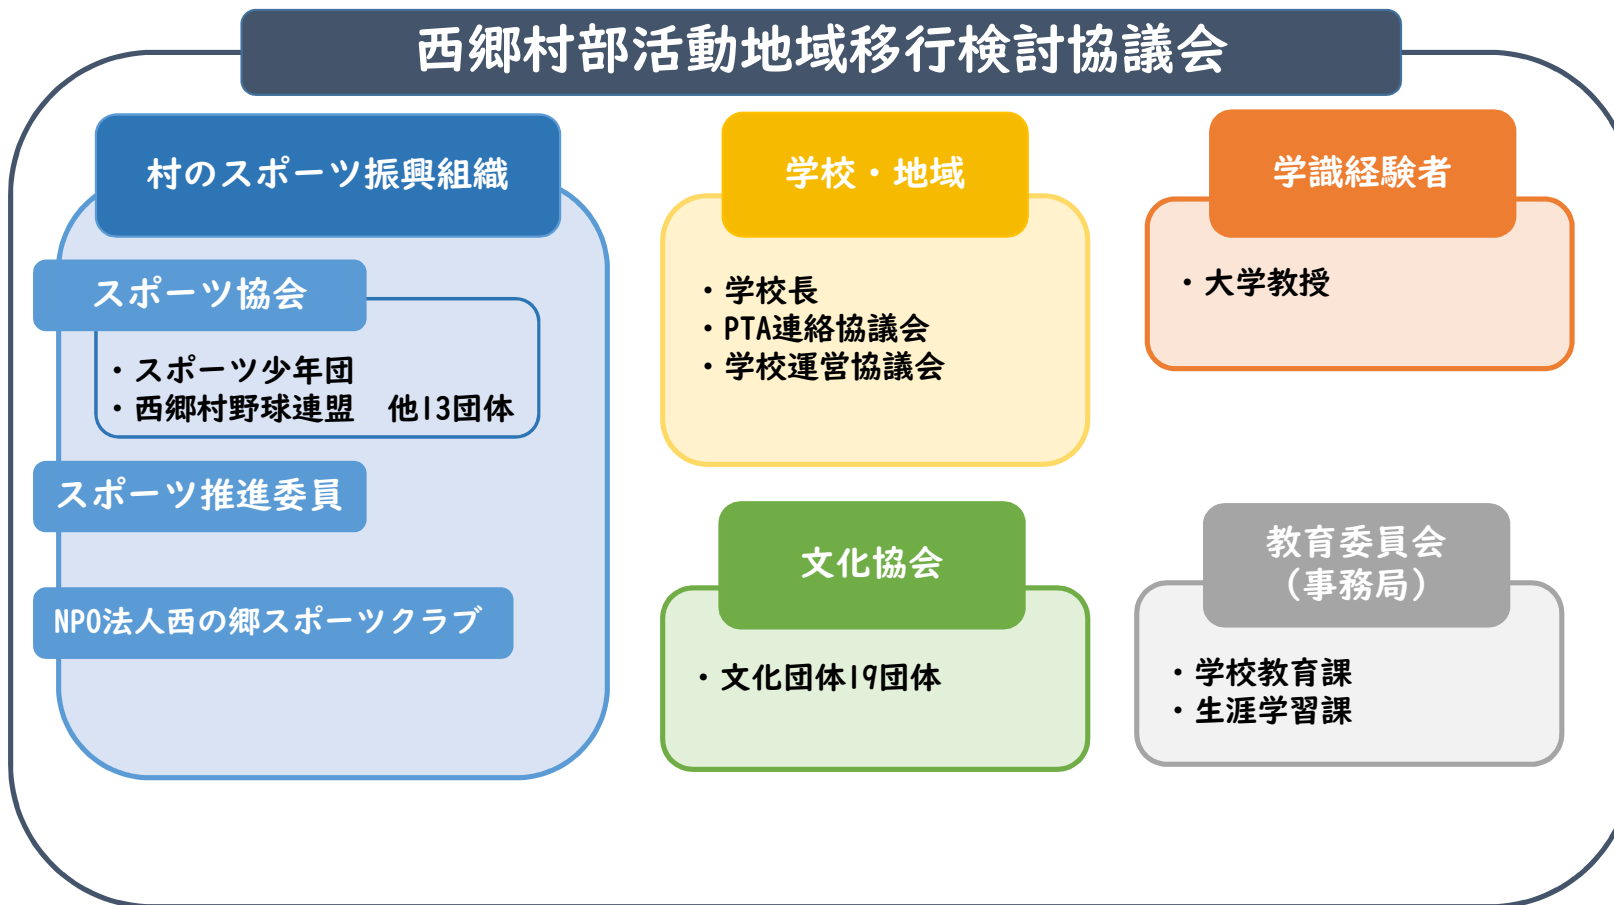 西郷村部活動地域移行検討協議会
村のスポーツ振興組織
スポーツ協会
・スポーツ少年団
・西郷村野球連盟　他13団体
スポーツ推進委員
NPO法人西の郷スポーツクラブ
学校・地域
・学校長
・PTA連絡協議会
・学校運営協議会
学識経験者
・大学教授
文化協会
・文化団体19団体
教育委員会
（事務局）
・学校教育課
・生涯学習課